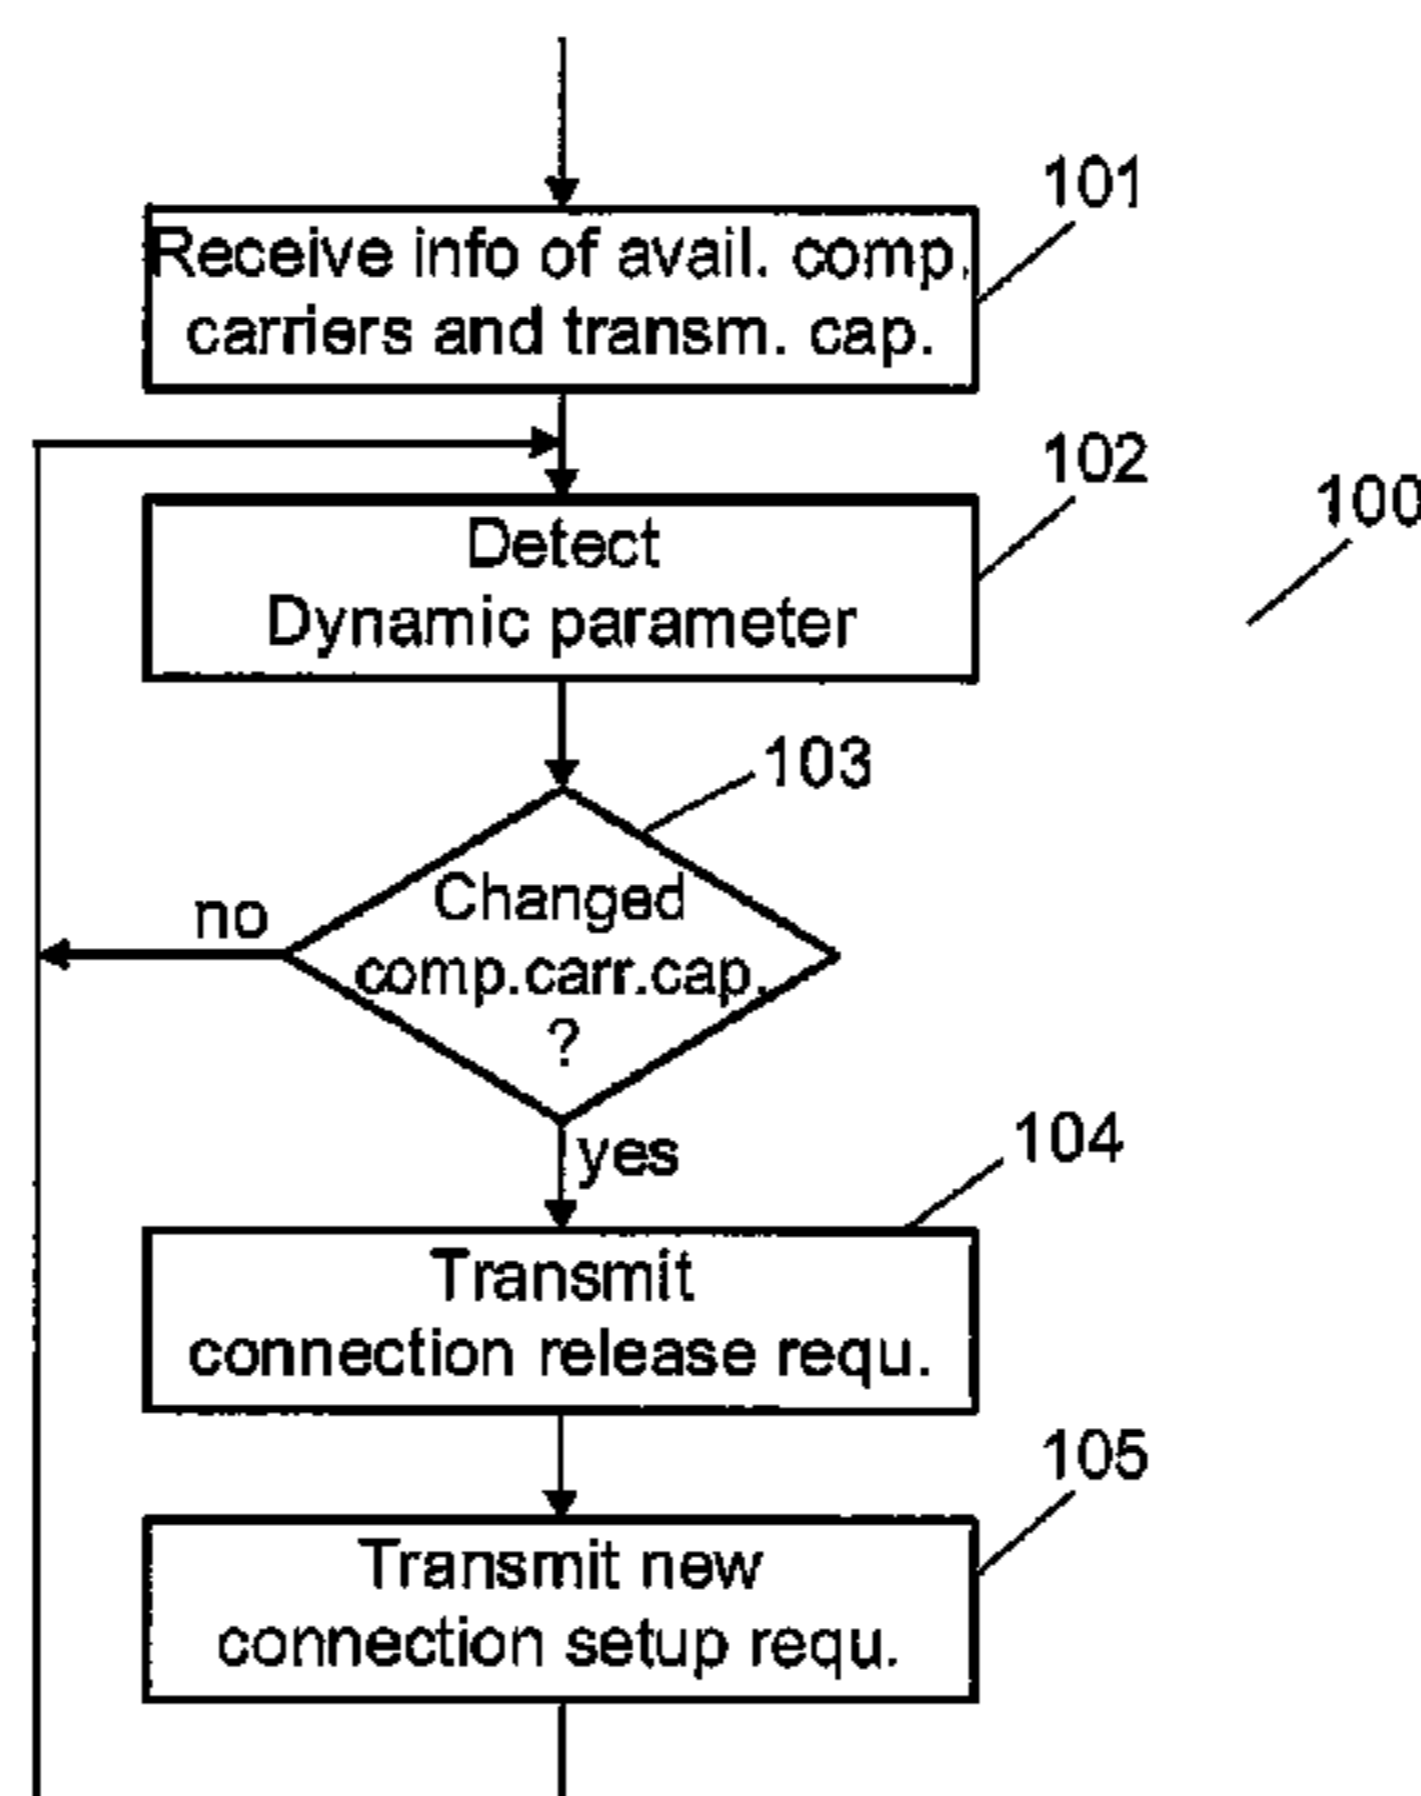 101
Receive info of avail. comp.
carriers and transm. cap.
102
100
Detect
Dynamic parameter
103
Changed
no
comp.carr.cap.
?
yes
104
Transmit
connection release requ.
105
Transmit new
connection setup requ.